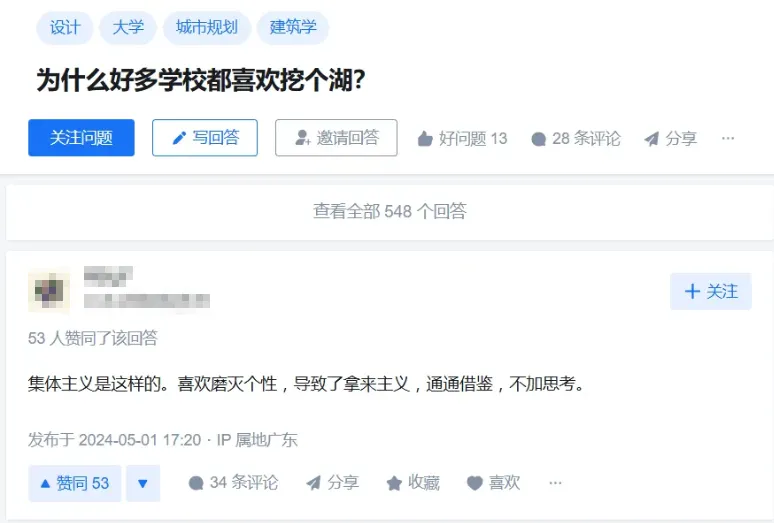 设计 大学 城市规划 建筑学
为什么好多学校都喜欢挖个湖?
关注问题 写回答 邀请回答 好问题 13 28 条评论 分享 ···
查看全部 548 个回答
+ 关注
53 人赞同了该回答
集体主义是这样的。喜欢磨灭个性，导致了拿来主义，通通借鉴，不加思考。
发布于 2024-05-01 17:20 · IP 属地广东
赞同 53 34 条评论 分享 收藏 喜欢 ···